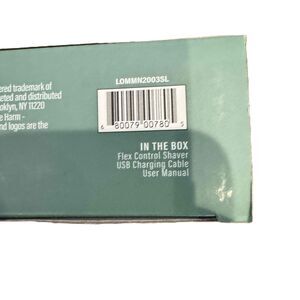 LOMMN2003SL
ered trademark of
eted and distributed
ooklyn, NY 11220
e Harm -
nd logos are the
6 80079 00780 5
IN THE BOX
Flex Control Shaver
USB Charging Cable
User Manual